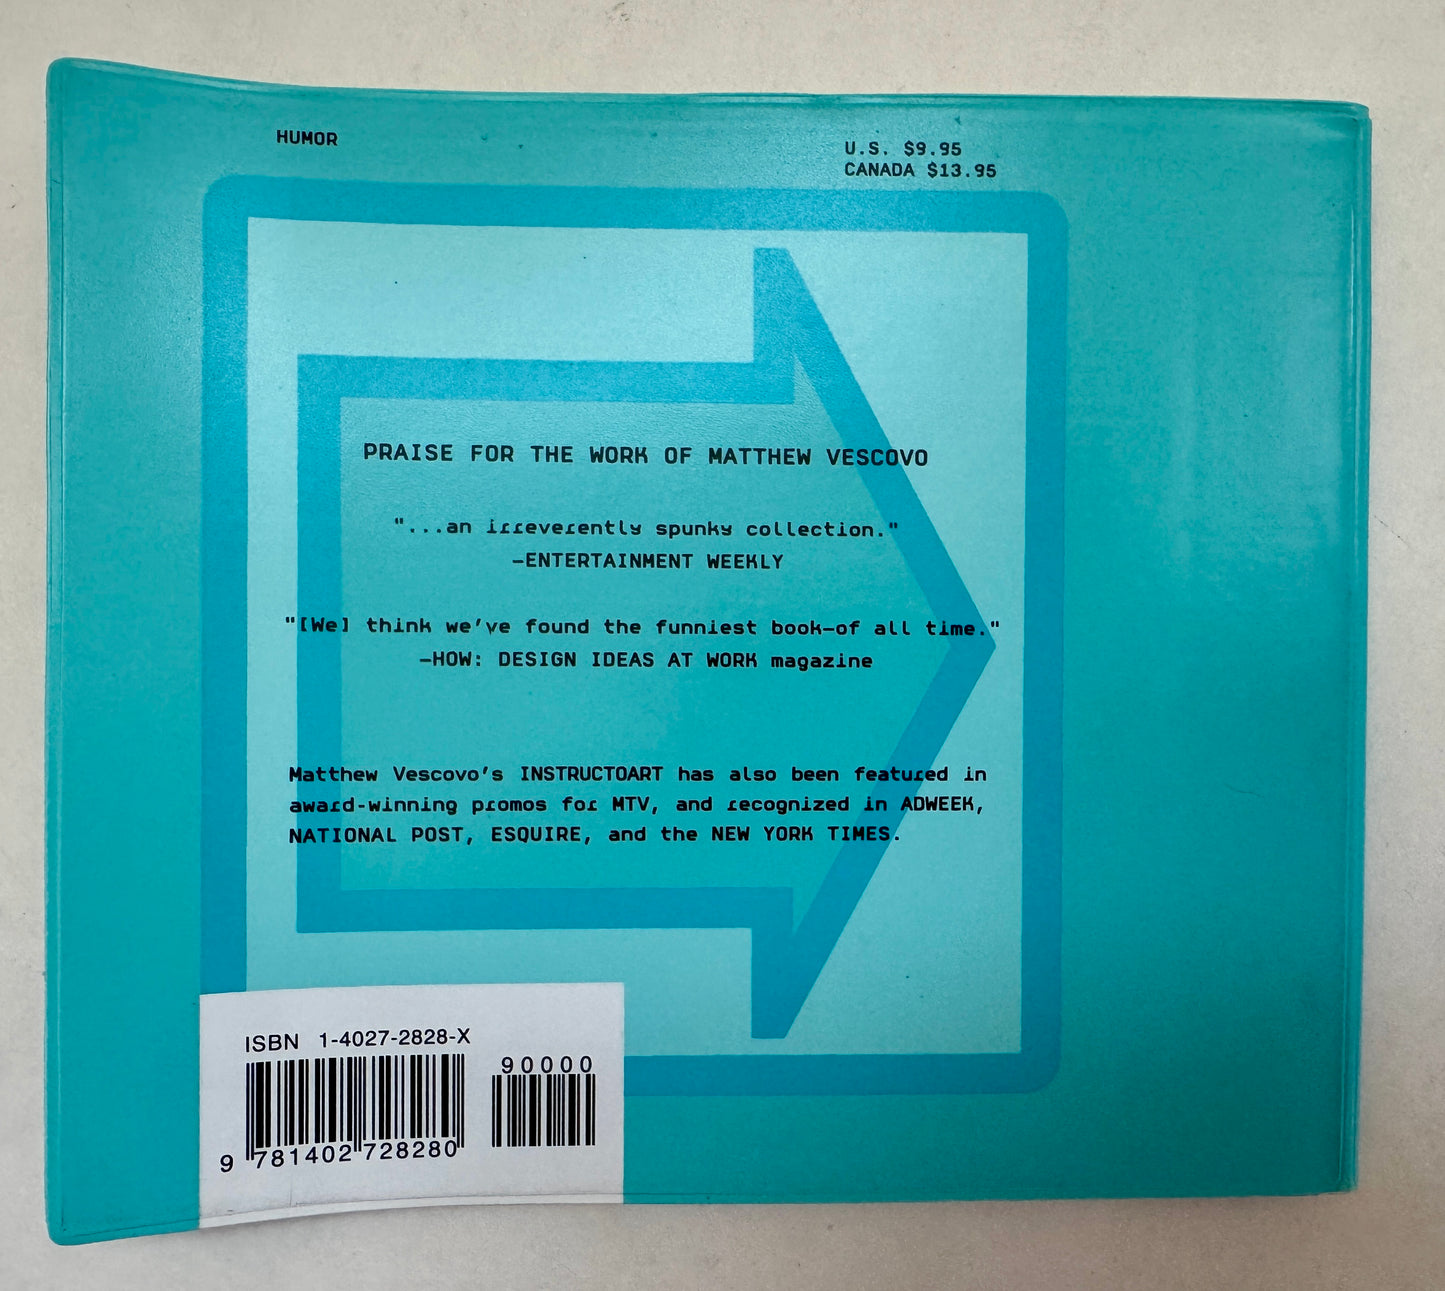 HUMOR
U.S. $9.95
CANADA $13.95
PRAISE FOR THE WORK OF MATTHEW VESCOVO
"...an irreverently spunky collection."
–ENTERTAINMENT WEEKLY
"[We] think we've found the funniest book–of all time."
–HOW: DESIGN IDEAS AT WORK magazine
Matthew Vescovo's INSTRUCTOART has also been featured in
award-winning promos for MTV, and recognized in ADWEEK,
NATIONAL POST, ESQUIRE, and the NEW YORK TIMES.
ISBN 1-4027-2828-X
90000
9 781402 728280